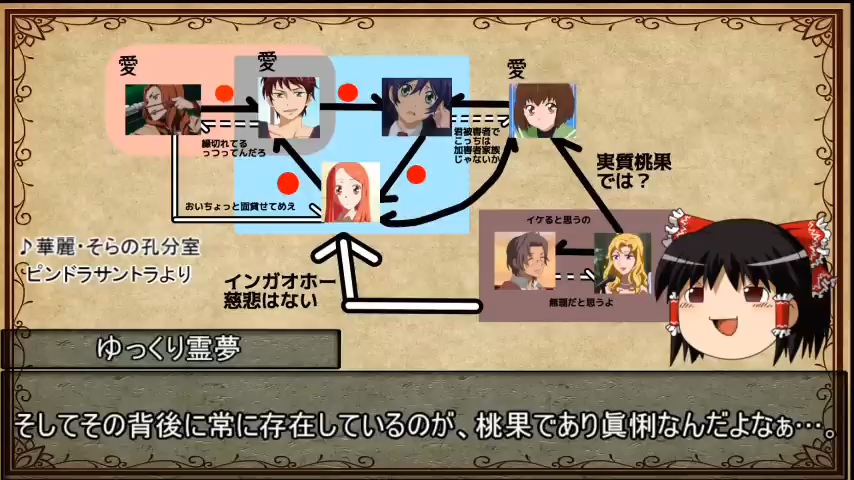 愛
愛
愛
縁切れてる
っつってんだろ
君被害者で
こっちは
加害者家族
じゃないか
実質桃果
では？
おいちょっと面貸せてめえ
イケると思うの
♪華麗・そらの孔分室
ピンドラサントラより
インガオホー
慈悲はない
無理だと思うよ
ゆっくり霊夢
そしてその背後に常に存在しているのが、桃果であり眞悧なんだよなぁ…。